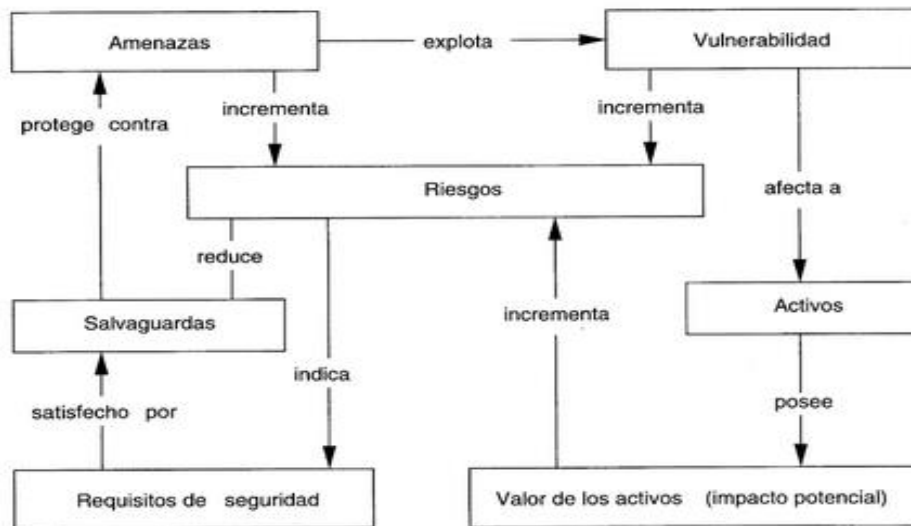 Amenazas
explota
Vulnerabilidad
protege contra
incrementa
incrementa
Riesgos
afecta a
reduce
Salvaguardas
incrementa
Activos
indica
satisfecho por
posee
Requisitos de seguridad
Valor de los activos (impacto potencial)